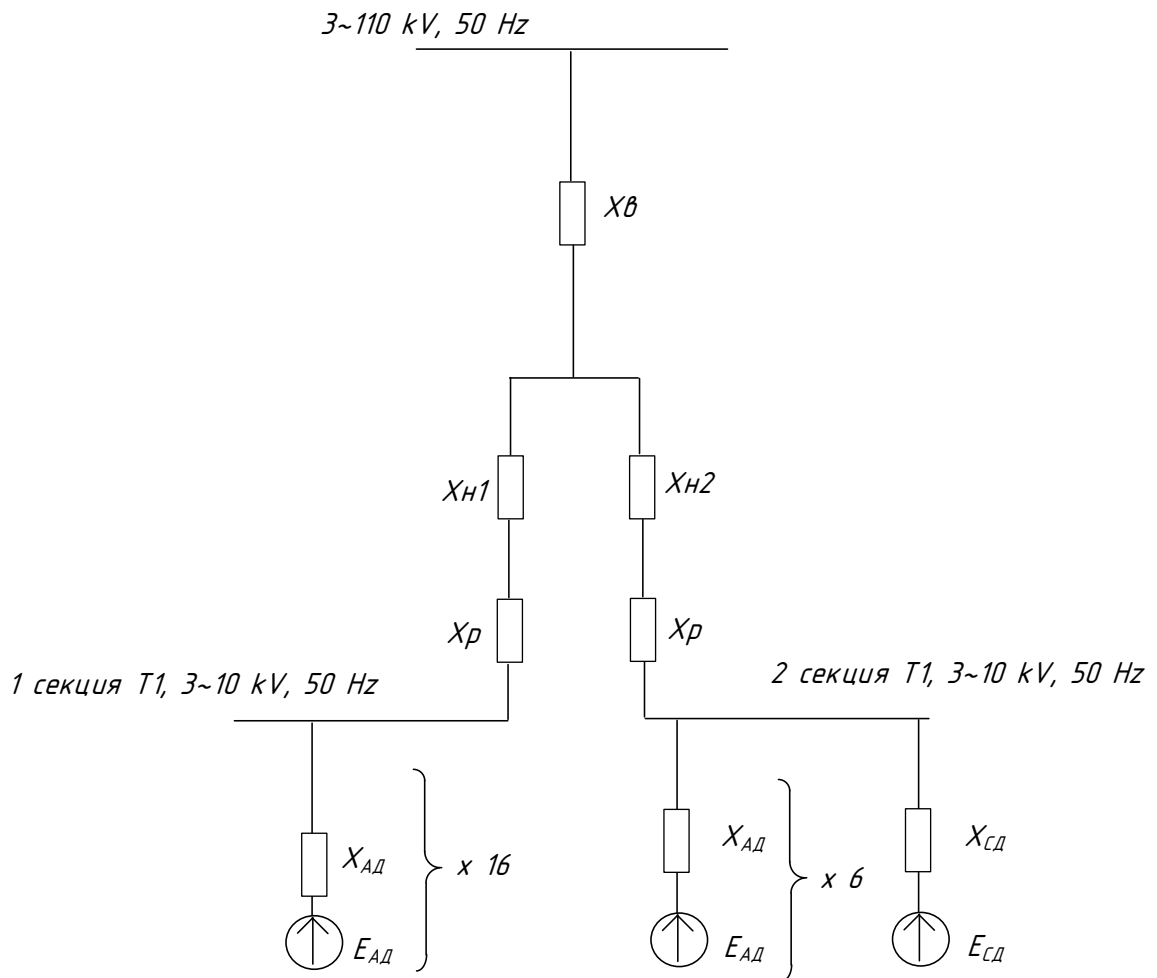 3~110 kV, 50 Hz
Xв
Xн1
Xн2
Xр
Xр
1 секция Т1, 3~10 kV, 50 Hz
2 секция Т1, 3~10 kV, 50 Hz
XАД
x 16
EАД
XАД
x 6
EАД
XСД
EСД